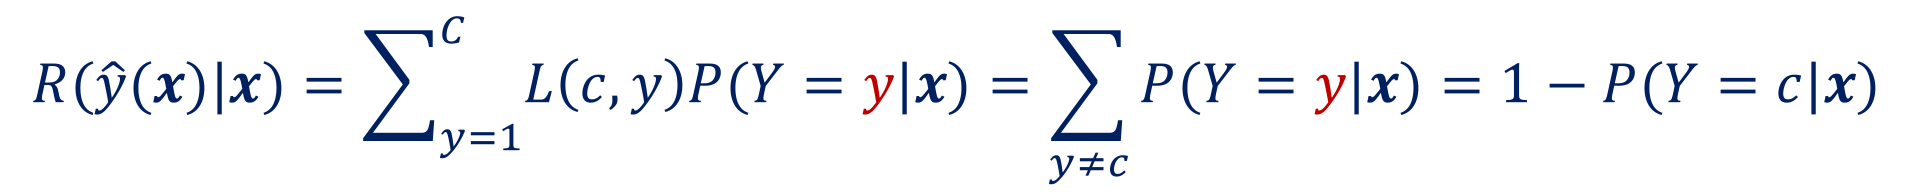 R(ŷ(x)|x) = ∑_{y=1}^{C} L(c, y)P(Y = y|x) = ∑_{y≠c} P(Y = y|x) = 1 − P(Y = c|x)